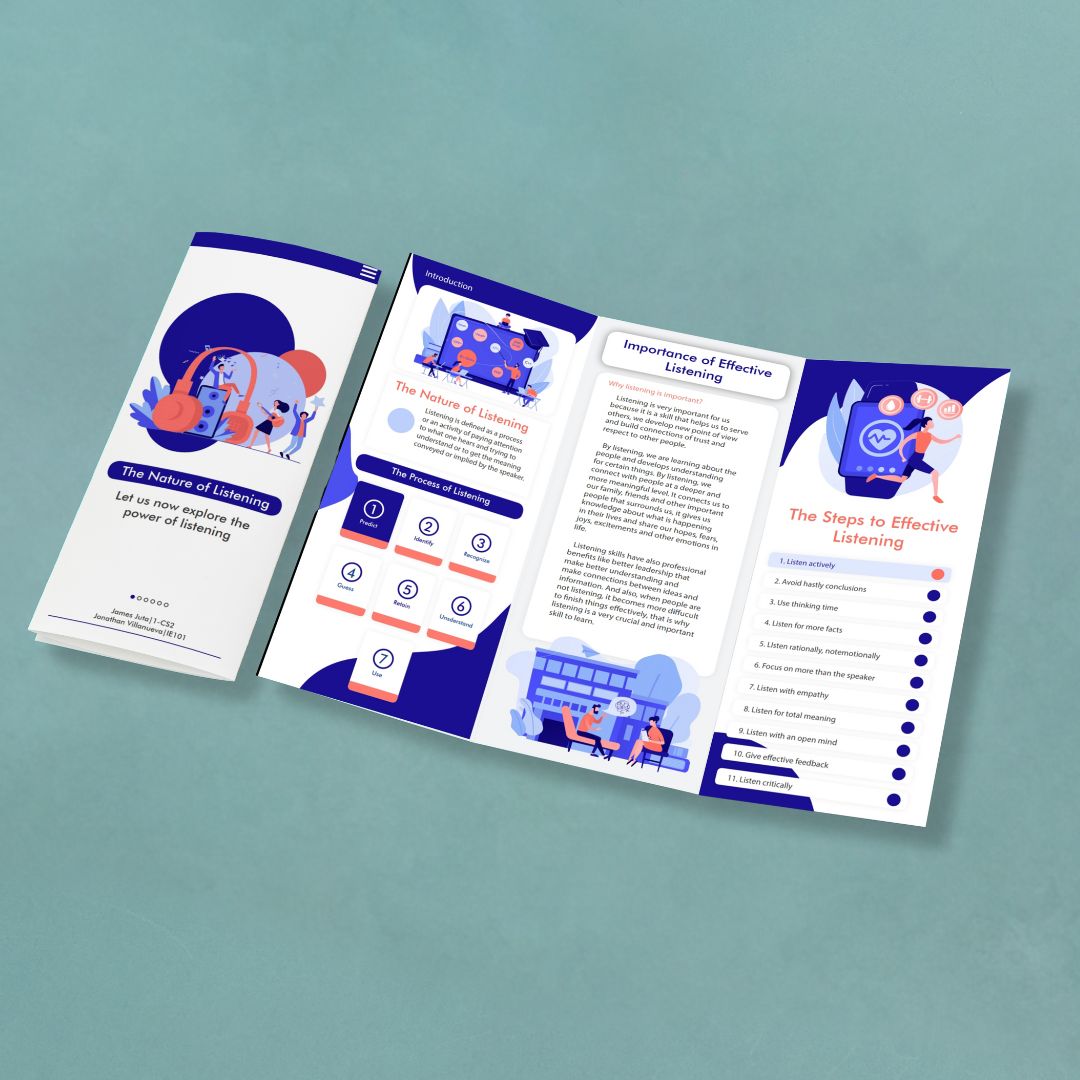 The Nature of Listening
Let us now explore the
power of listening
James Juta|1-CS2
Jonathan Villanueva|IE101
Introduction
The Nature of Listening
Listening is defined as a process
or an activity of paying attention
to what one hears and trying to
understand or to get the meaning
conveyed or implied by the speaker.
The Process of Listening
1
Predict
2
Identify
3
Recognize
4
Guess
5
Retain
6
Unsderstand
7
Use
Importance of Effective
Listening
Why listening is important?
Listening is very important for us
because it is a skill that helps us to serve
others, we develop new point of view
and build connections of trust and
respect to other people.
By listening, we are learning about the
people and develops understanding
for certain things. By listening, we
connect with people at a deeper and
more meaningful level. It connects us to
our family, friends and other important
people that surrounds us, it gives us
knowledge about what is happening
in their lives and share our hopes, fears,
joys, excitements and other emotions in
life.
Listening skills have also professional
benefits like better leadership that
make better understanding and
make connections between ideas and
information. And also, when people are
not listening, it becomes more diffucult
to finish things effectively, that is why
listening is a very crucial and important
skill to learn.
The Steps to Effective
Listening
1. Listen actively
2. Avoid hastly conclusions
3. Use thinking time
4. Listen for more facts
5. Listen rationally, notemotionally
6. Focus on more than the speaker
7. Listen with empathy
8. Listen for total meaning
9. Listen with an open mind
10. Give effective feedback
11. Listen critically